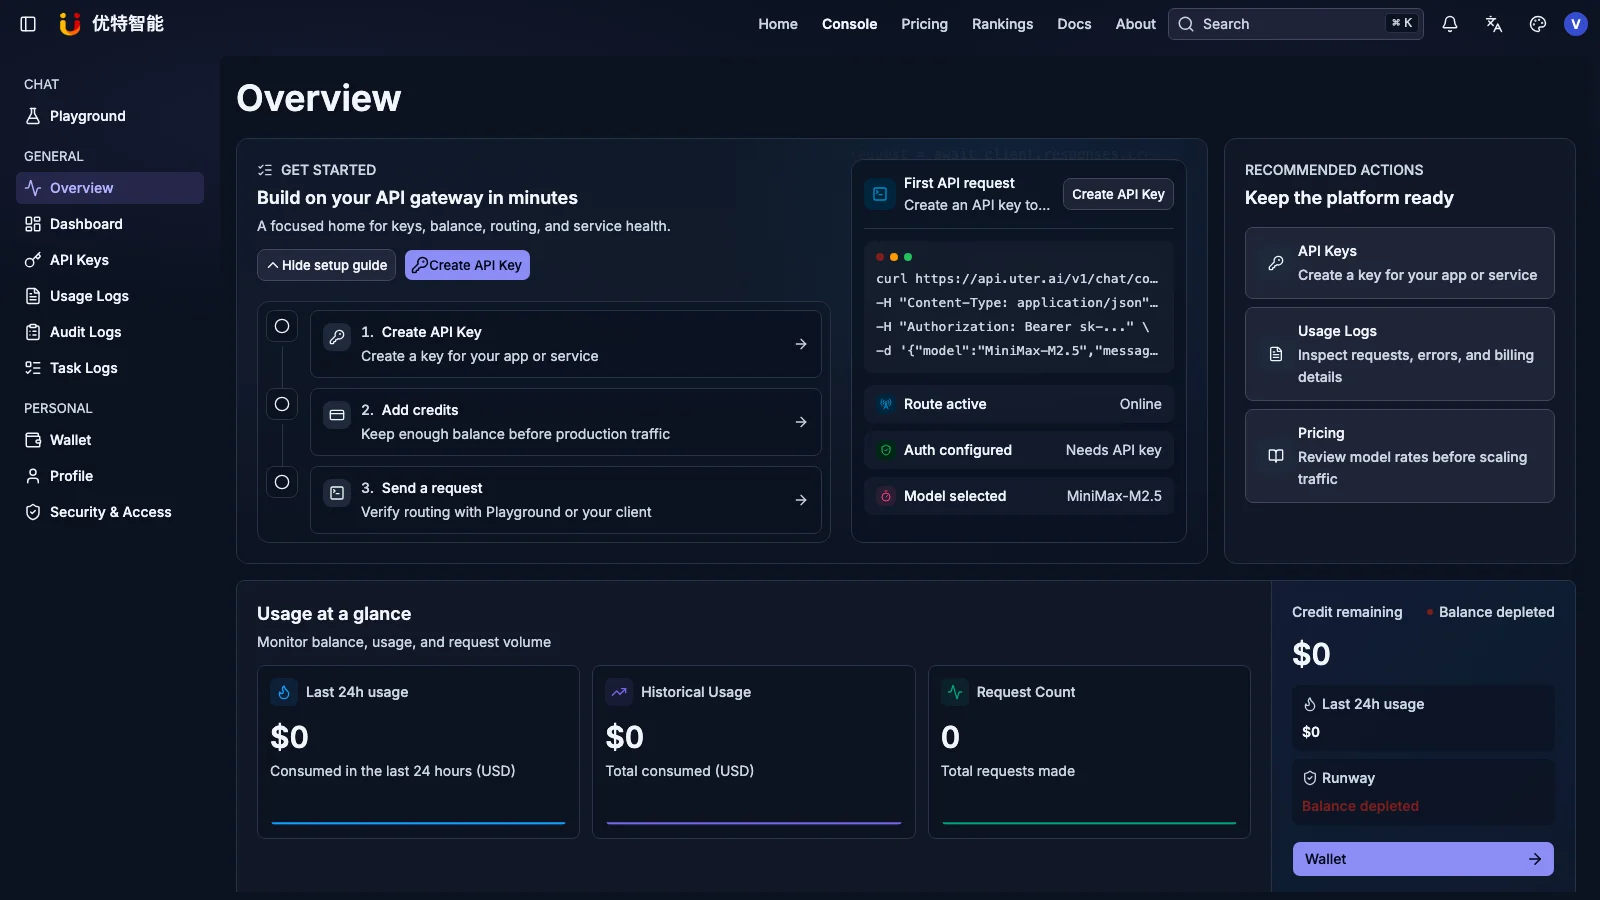 优特智能
Home
Console
Pricing
Rankings
Docs
About
Search
⌘ K
V
CHAT
Playground
GENERAL
Overview
Dashboard
API Keys
Usage Logs
Audit Logs
Task Logs
PERSONAL
Wallet
Profile
Security & Access
Overview
GET STARTED
Build on your API gateway in minutes
A focused home for keys, balance, routing, and service health.
Hide setup guide
Create API Key
1. Create API Key
Create a key for your app or service
2. Add credits
Keep enough balance before production traffic
3. Send a request
Verify routing with Playground or your client
First API request
Create an API key to...
Create API Key
curl https://api.uter.ai/v1/chat/co…
-H "Content-Type: application/json"…
-H "Authorization: Bearer sk-..." \
-d '{"model":"MiniMax-M2.5","messag…
Route active
Online
Auth configured
Needs API key
Model selected
MiniMax-M2.5
RECOMMENDED ACTIONS
Keep the platform ready
API Keys
Create a key for your app or service
Usage Logs
Inspect requests, errors, and billing
details
Pricing
Review model rates before scaling
traffic
Usage at a glance
Monitor balance, usage, and request volume
Last 24h usage
$0
Consumed in the last 24 hours (USD)
Historical Usage
$0
Total consumed (USD)
Request Count
0
Total requests made
Credit remaining
Balance depleted
$0
Last 24h usage
$0
Runway
Balance depleted
Wallet